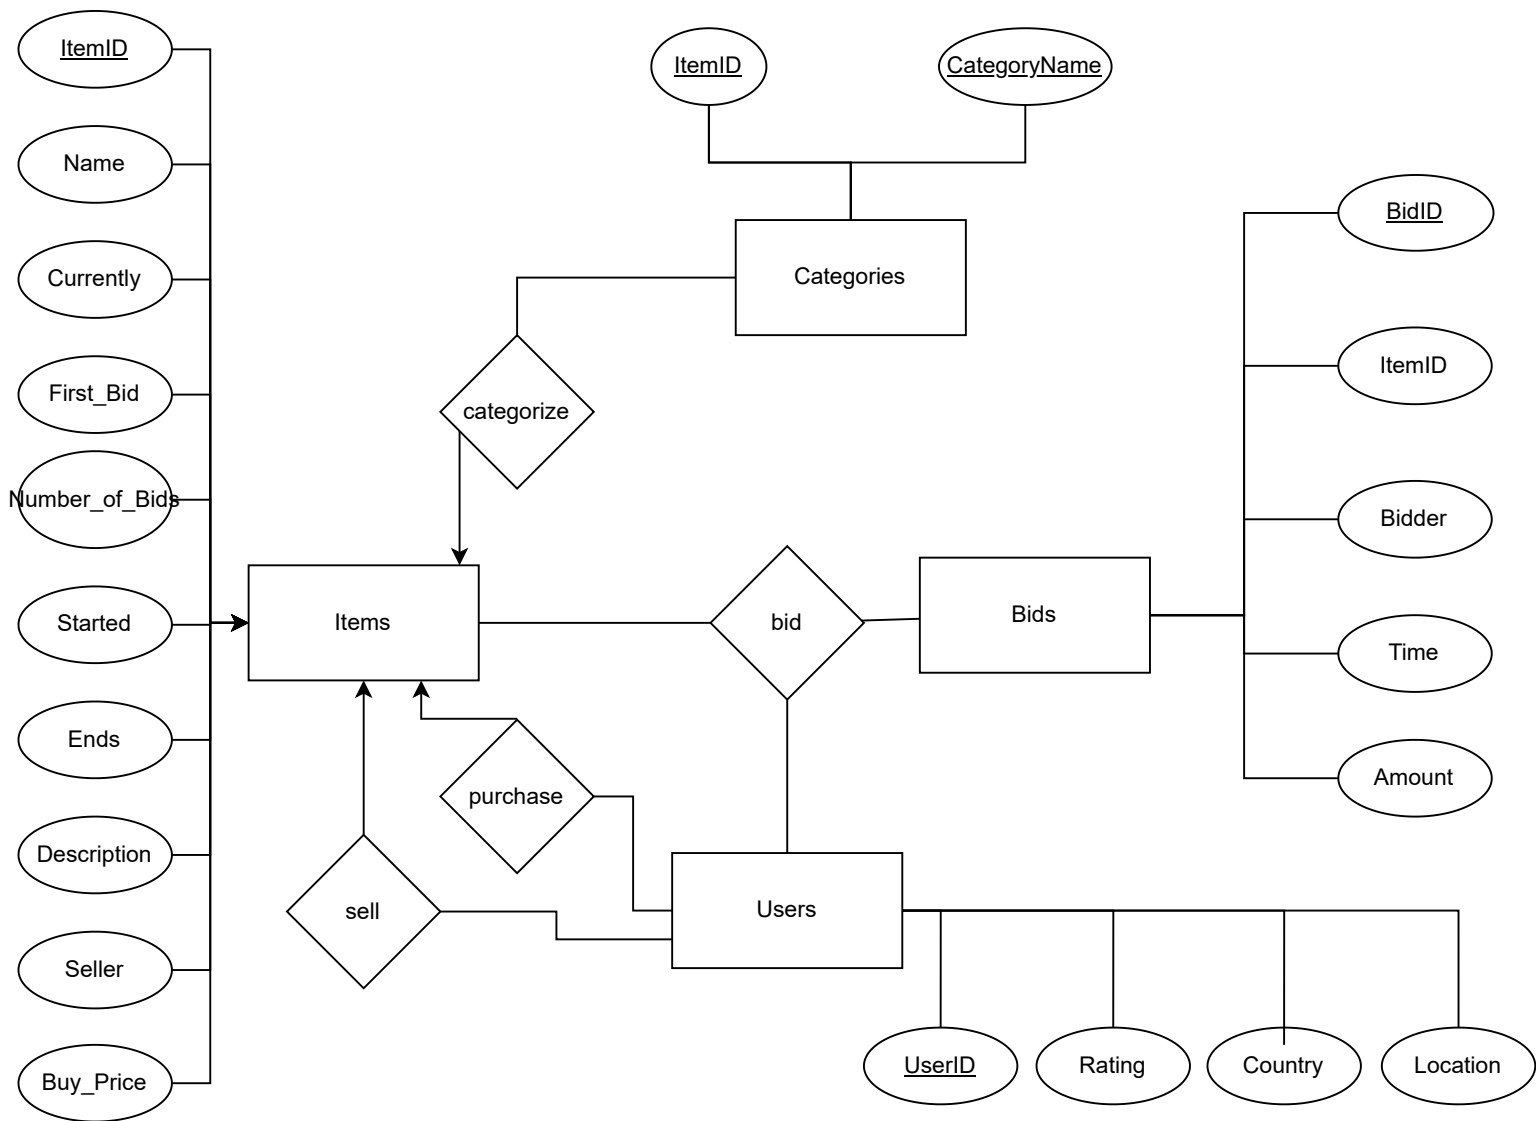 ItemID
Name
Currently
First_Bid
Number_of_Bids
Started
Ends
Description
Seller
Buy_Price
ItemID
CategoryName
Categories
categorize
Items
bid
Bids
purchase
sell
Users
BidID
ItemID
Bidder
Time
Amount
UserID
Rating
Country
Location